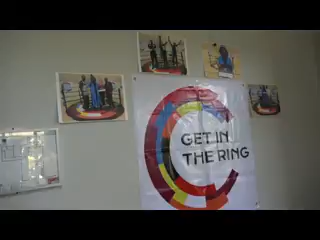 GET IN
THE RING